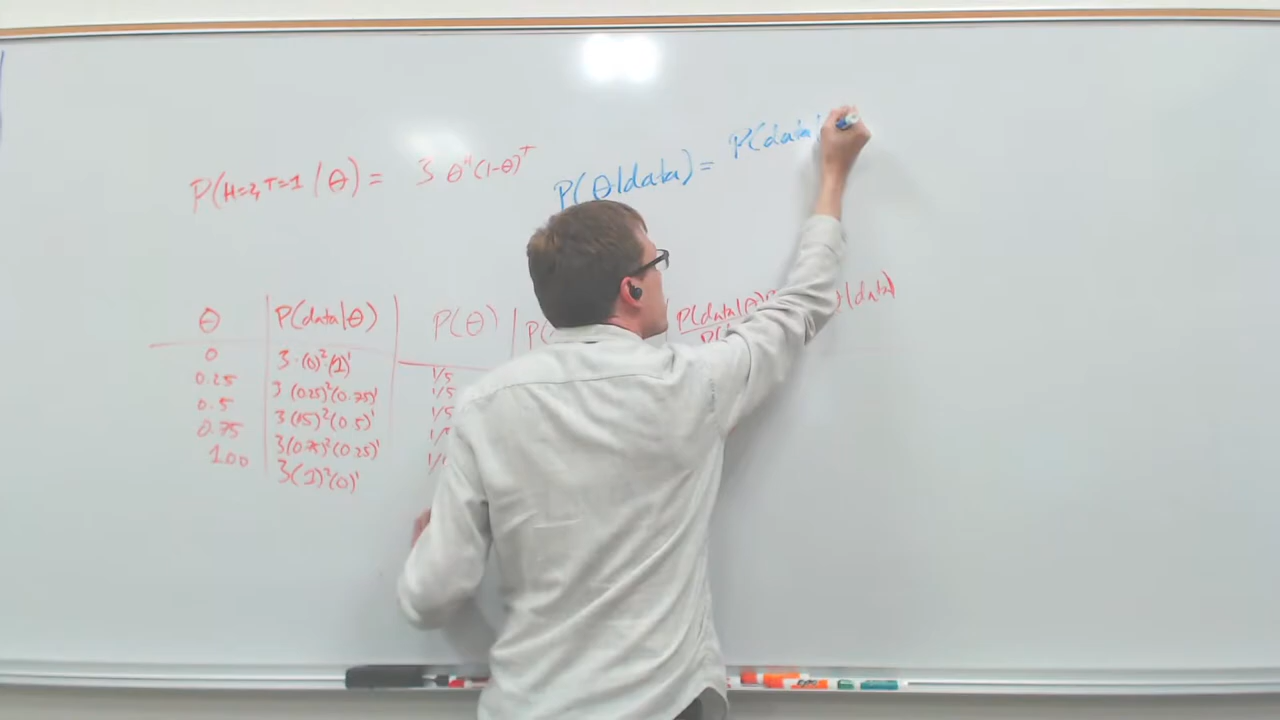 P(θ|data) = P(data|
P(H=2, T=1 | θ) = 3 θᴴ(1-θ)ᵀ
θ | P(data|θ) | P(θ) | P( P(data|θ) (data)
0 3·(0)²(1)¹ 1/5
0.25 3(0.25)²(0.75)¹ 1/5
0.5 3(.5)²(0.5)¹ 1/5
0.75 3(0.75)²(0.25)¹
1.00 3(1)²(0)¹